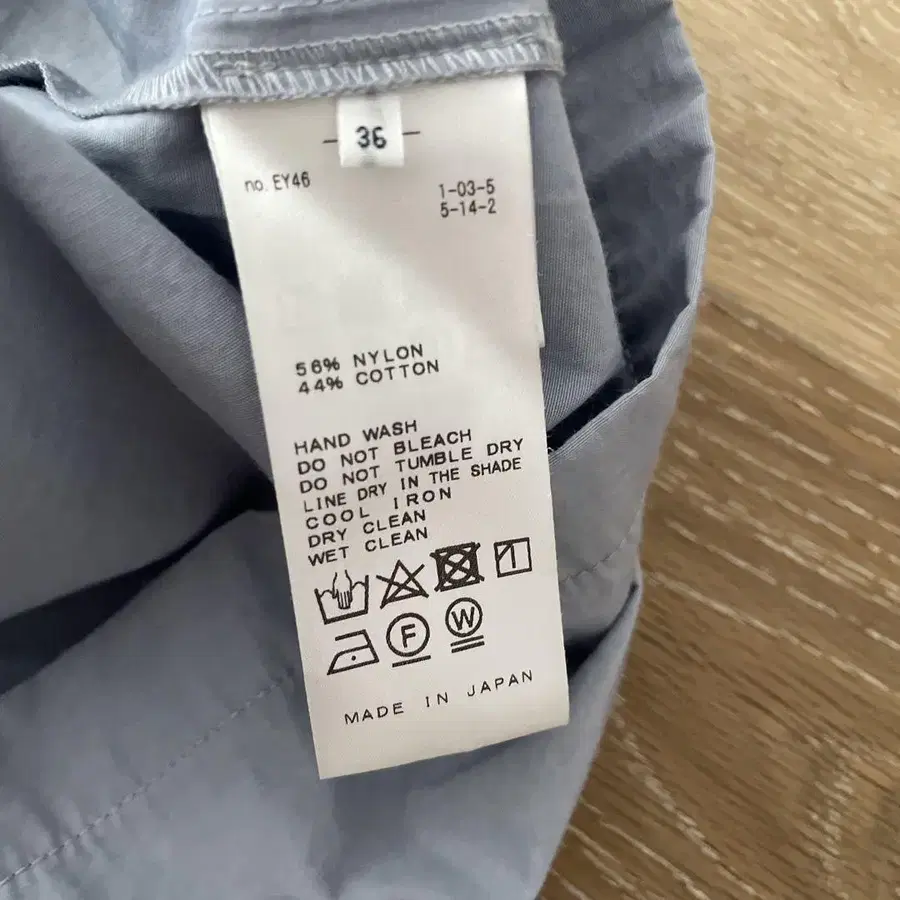 36
no. EY46
1-03-5
5-14-2
56% NYLON
44% COTTON
HAND WASH
DO NOT BLEACH
DO NOT TUMBLE DRY
LINE DRY IN THE SHADE
COOL IRON
DRY CLEAN
WET CLEAN
F
W
MADE IN JAPAN